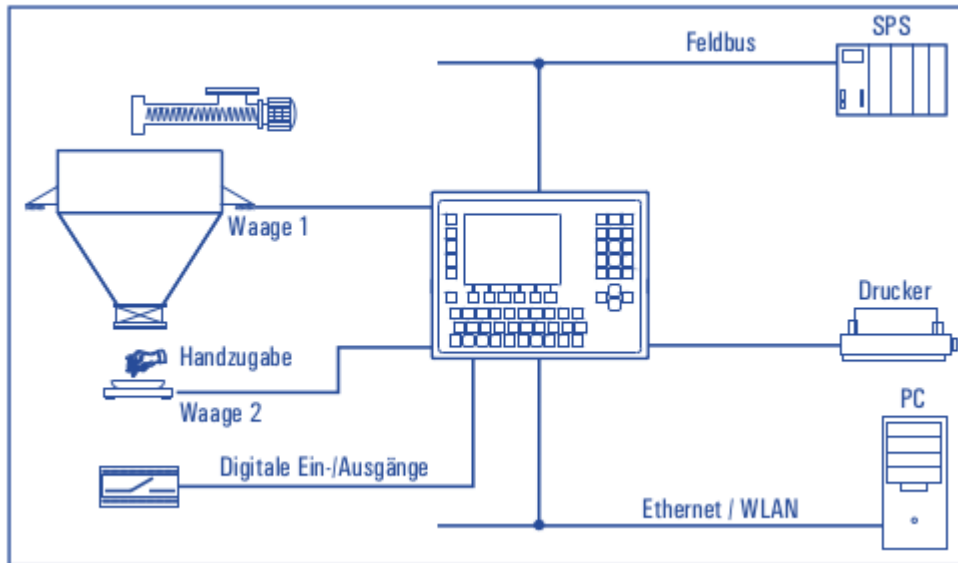 SPS
Feldbus
Waage 1
Drucker
Handzugabe
Waage 2
PC
Digitale Ein-/Ausgänge
Ethernet / WLAN